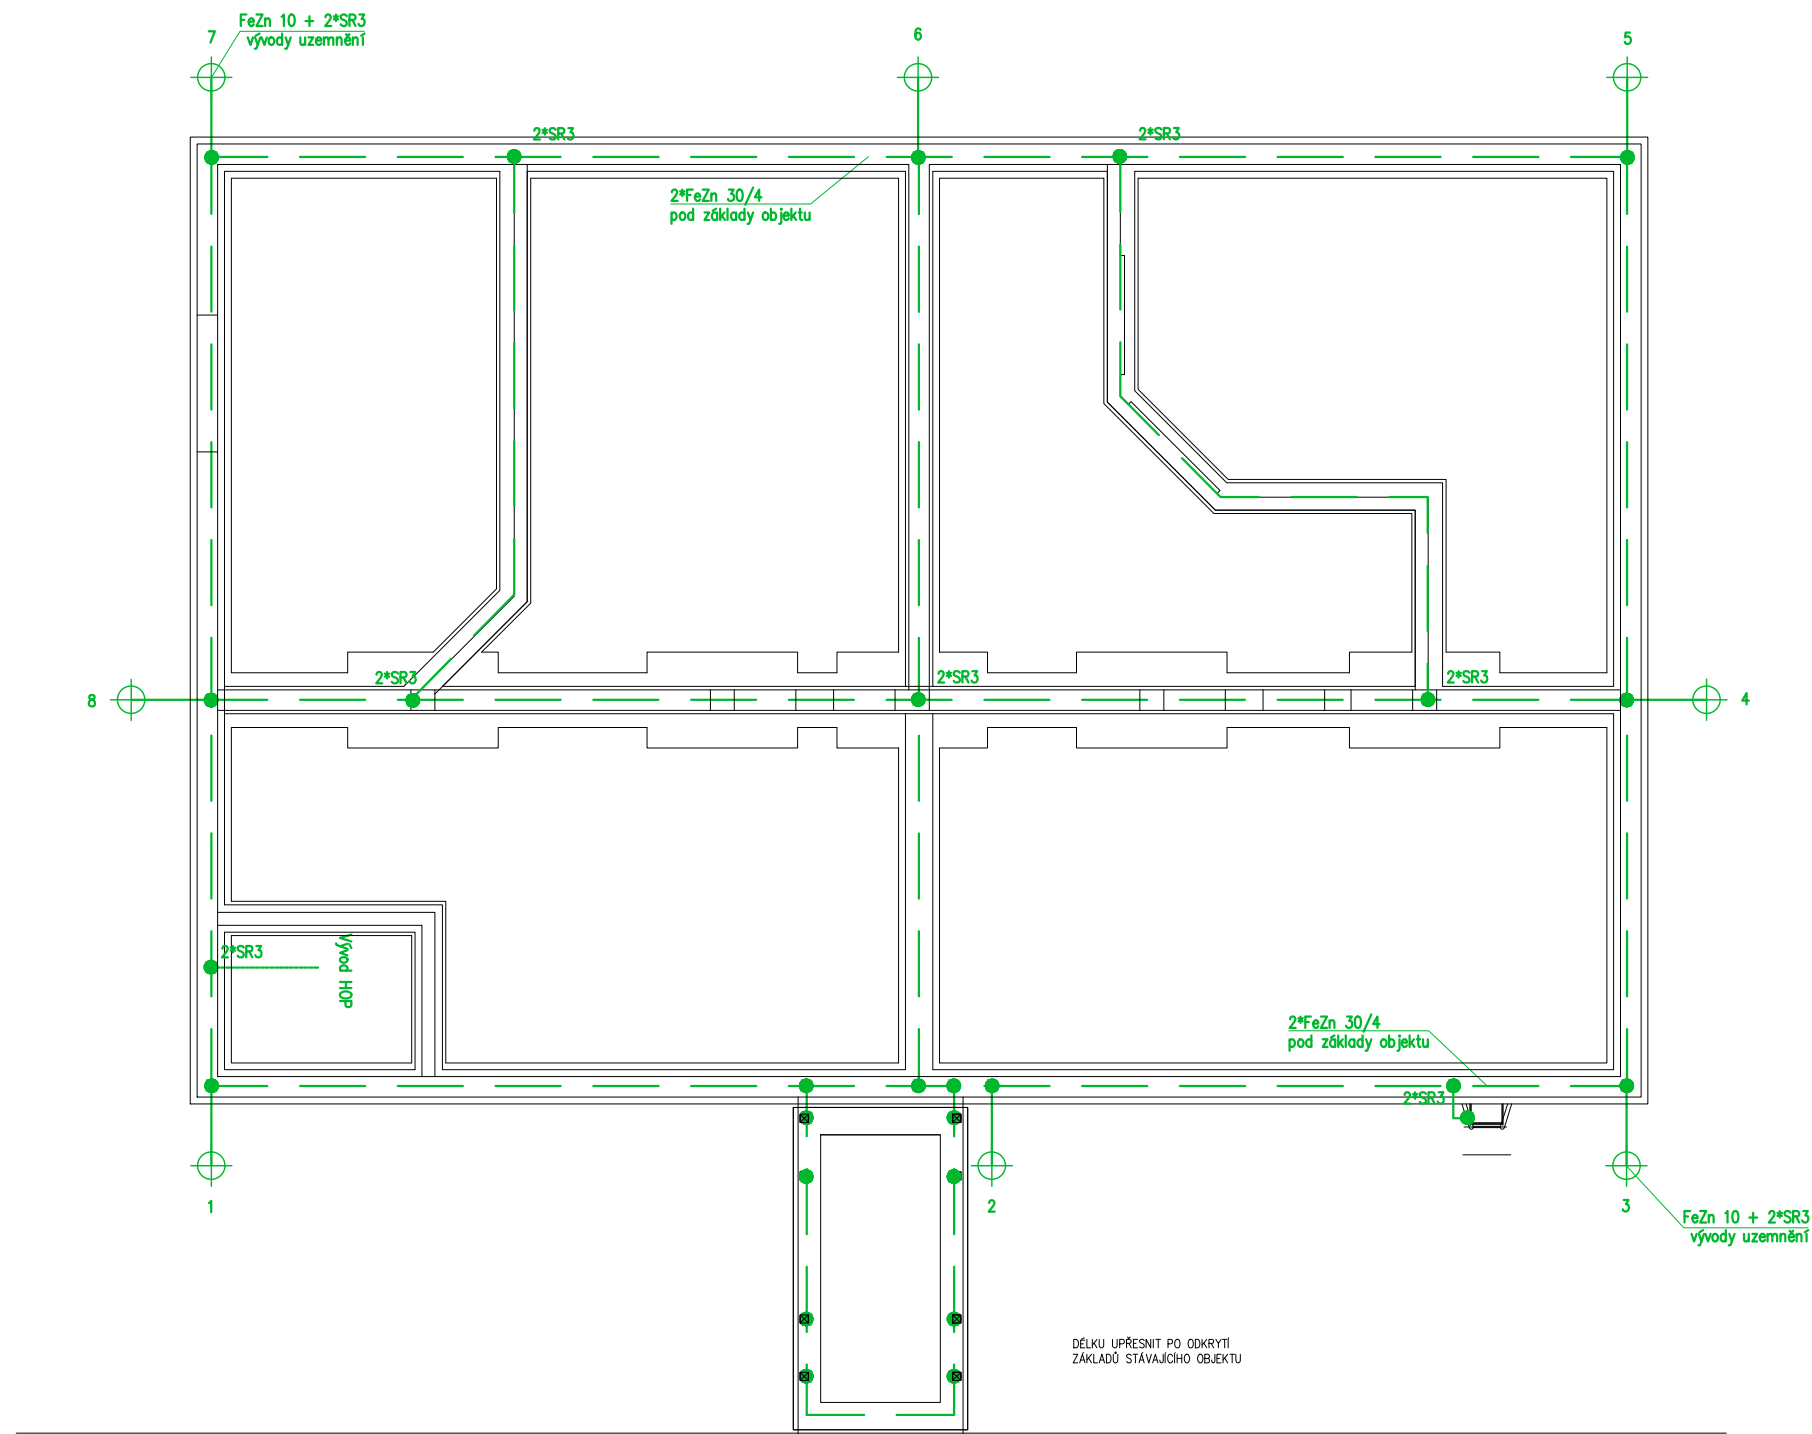 FeZn 10 + 2*SR3
vývody uzemnění
7
6
5
2*SR3
2*SR3
2*FeZn 30/4
pod základy objektu
2*SR3
2*SR3
2*SR3
8
4
2*SR3
Vývod HOP
2*FeZn 30/4
pod základy objektu
2*SR3
1
2
3
FeZn 10 + 2*SR3
vývody uzemnění
DÉLKU UPŘESNIT PO ODKRYTÍ
ZÁKLADŮ STÁVAJÍCÍHO OBJEKTU